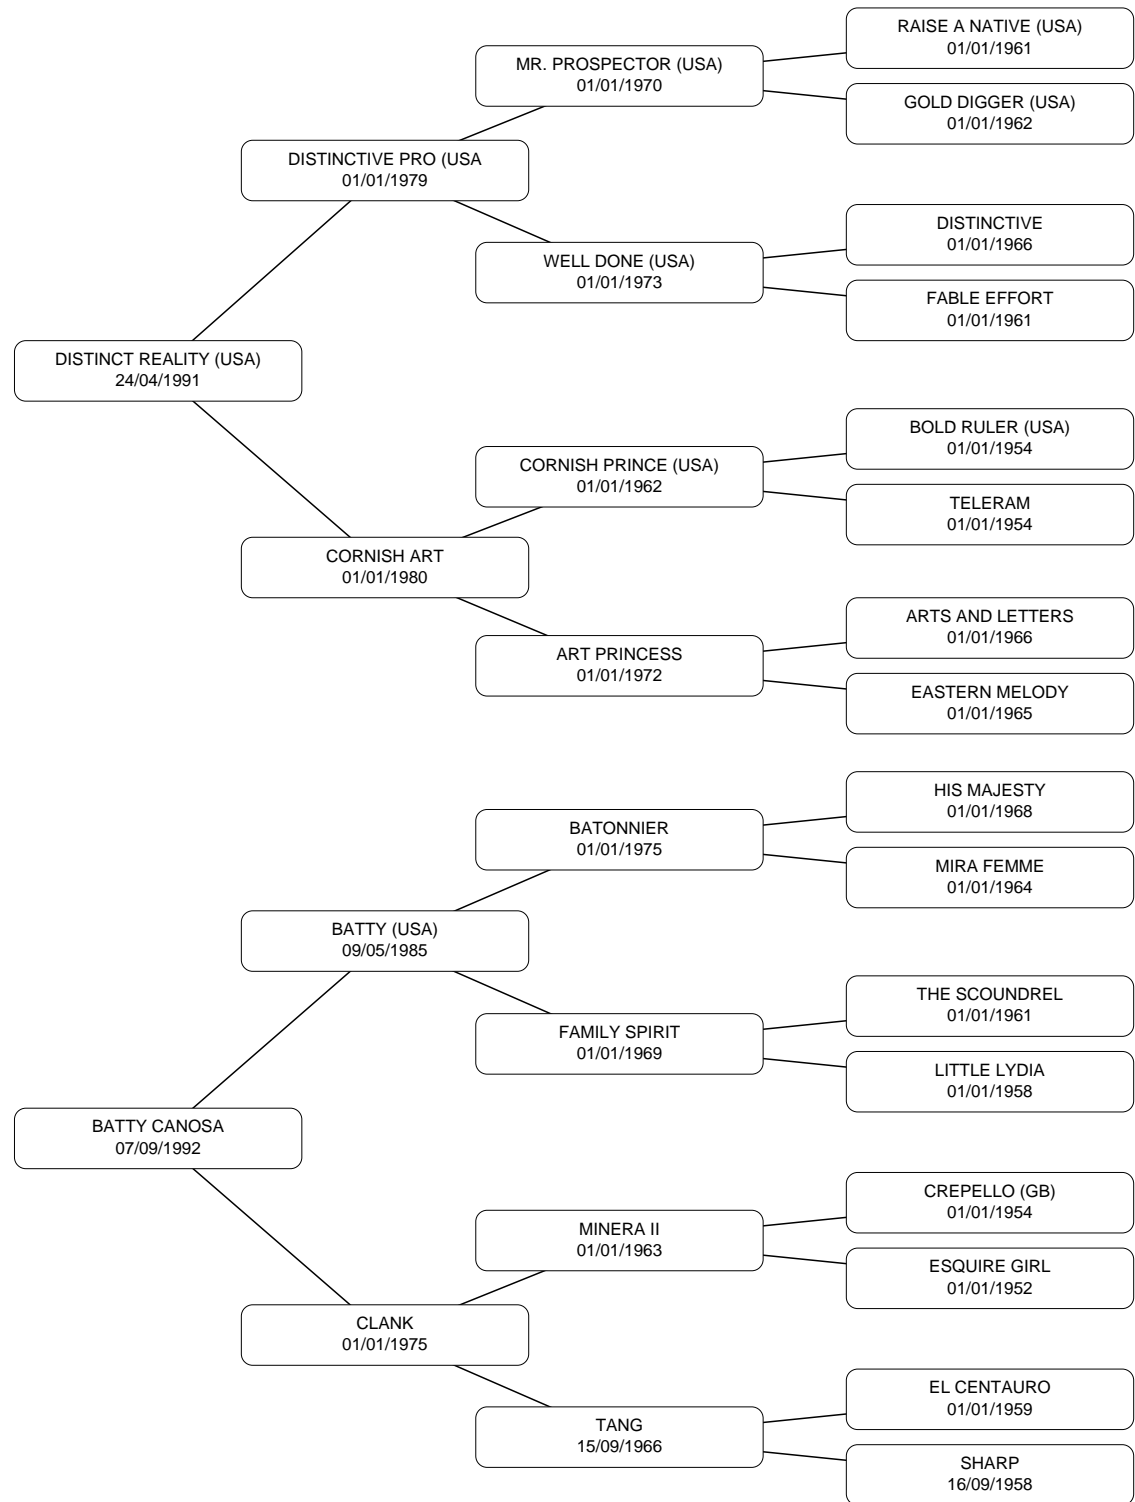 RAISE A NATIVE (USA)
01/01/1961
MR. PROSPECTOR (USA)
01/01/1970
GOLD DIGGER (USA)
01/01/1962
DISTINCTIVE PRO (USA
01/01/1979
DISTINCTIVE
01/01/1966
WELL DONE (USA)
01/01/1973
FABLE EFFORT
01/01/1961
DISTINCT REALITY (USA)
24/04/1991
BOLD RULER (USA)
01/01/1954
CORNISH PRINCE (USA)
01/01/1962
TELERAM
01/01/1954
CORNISH ART
01/01/1980
ARTS AND LETTERS
01/01/1966
ART PRINCESS
01/01/1972
EASTERN MELODY
01/01/1965
HIS MAJESTY
01/01/1968
BATONNIER
01/01/1975
MIRA FEMME
01/01/1964
BATTY (USA)
09/05/1985
THE SCOUNDREL
01/01/1961
FAMILY SPIRIT
01/01/1969
LITTLE LYDIA
01/01/1958
BATTY CANOSA
07/09/1992
CREPELLO (GB)
01/01/1954
MINERA II
01/01/1963
ESQUIRE GIRL
01/01/1952
CLANK
01/01/1975
EL CENTAURO
01/01/1959
TANG
15/09/1966
SHARP
16/09/1958